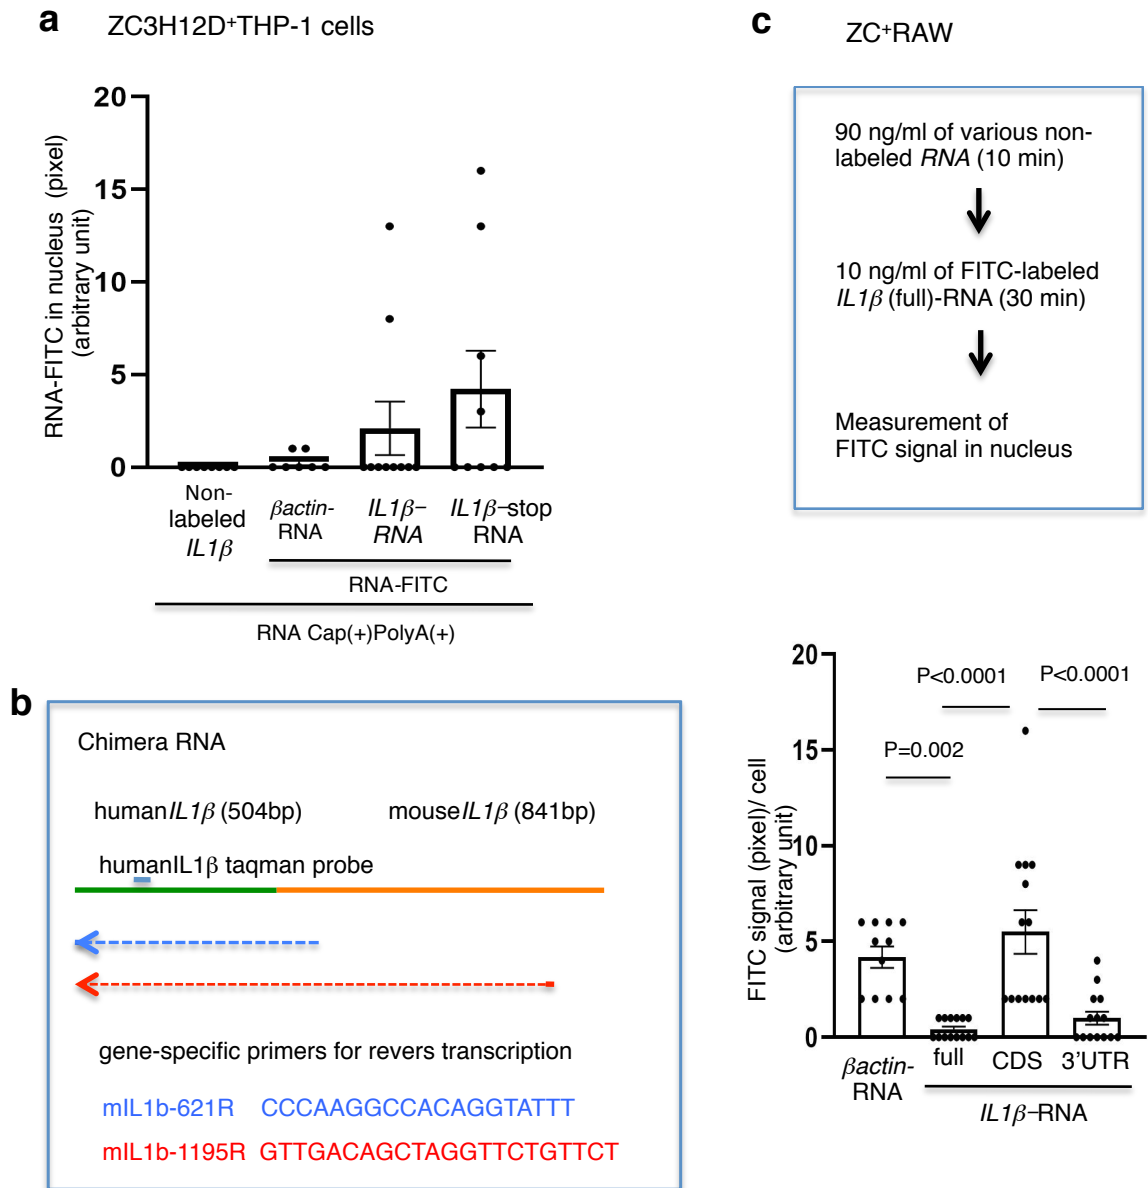 a
ZC3H12D+THP-1 cells
RNA-FITC in nucleus (pixel)
(arbitrary unit)
20
15
10
5
0
Non-
labeled
IL1β
βactin-
RNA
IL1β–
RNA
IL1β–stop
RNA
RNA-FITC
RNA Cap(+)PolyA(+)
b
Chimera RNA
humanIL1β (504bp)
mouseIL1β (841bp)
humanIL1β taqman probe
gene-specific primers for revers transcription
mIL1b-621R CCCAAGGCCACAGGTATTT
mIL1b-1195R GTTGACAGCTAGGTTCTGTTCT
c
ZC+RAW
90 ng/ml of various non-
labeled RNA (10 min)
10 ng/ml of FITC-labeled
IL1β (full)-RNA (30 min)
Measurement of
FITC signal in nucleus
FITC signal (pixel)/ cell
(arbitrary unit)
20
15
10
5
0
P<0.0001
P<0.0001
P=0.002
βactin-
RNA
full
CDS
3'UTR
IL1β–RNA